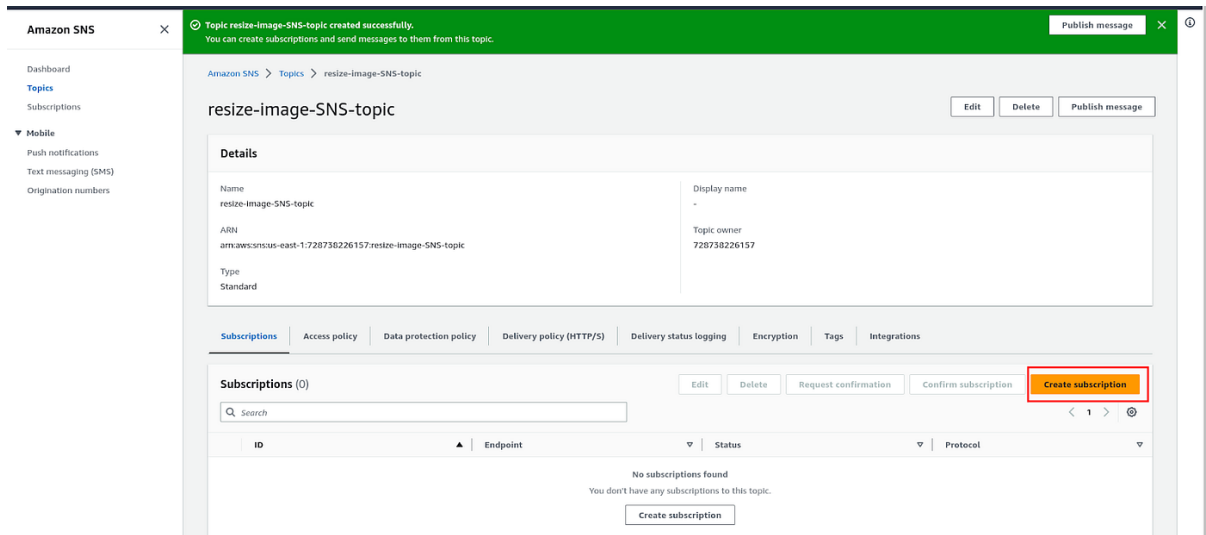 Amazon SNS
Topic resize-image-SNS-topic created successfully.
You can create subscriptions and send messages to them from this topic.
Publish message
Dashboard
Topics
Subscriptions
Mobile
Push notifications
Text messaging (SMS)
Origination numbers
Amazon SNS > Topics > resize-image-SNS-topic
resize-image-SNS-topic
Edit Delete Publish message
Details
Name
resize-image-SNS-topic
ARN
arn:aws:sns:us-east-1:728738226157:resize-image-SNS-topic
Type
Standard
Display name
-
Topic owner
728738226157
Subscriptions Access policy Data protection policy Delivery policy (HTTP/S) Delivery status logging Encryption Tags Integrations
Subscriptions (0)
Edit Delete Request confirmation Confirm subscription Create subscription
Search
< 1 >
ID Endpoint Status Protocol
No subscriptions found
You don't have any subscriptions to this topic.
Create subscription